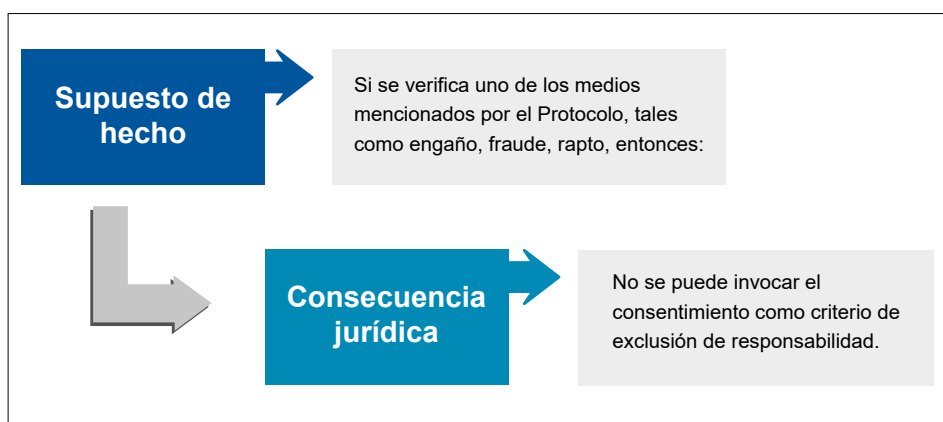 Supuesto de
hecho
Si se verifica uno de los medios
mencionados por el Protocolo, tales
como engaño, fraude, rapto, entonces:
Consecuencia
jurídica
No se puede invocar el
consentimiento como criterio de
exclusión de responsabilidad.